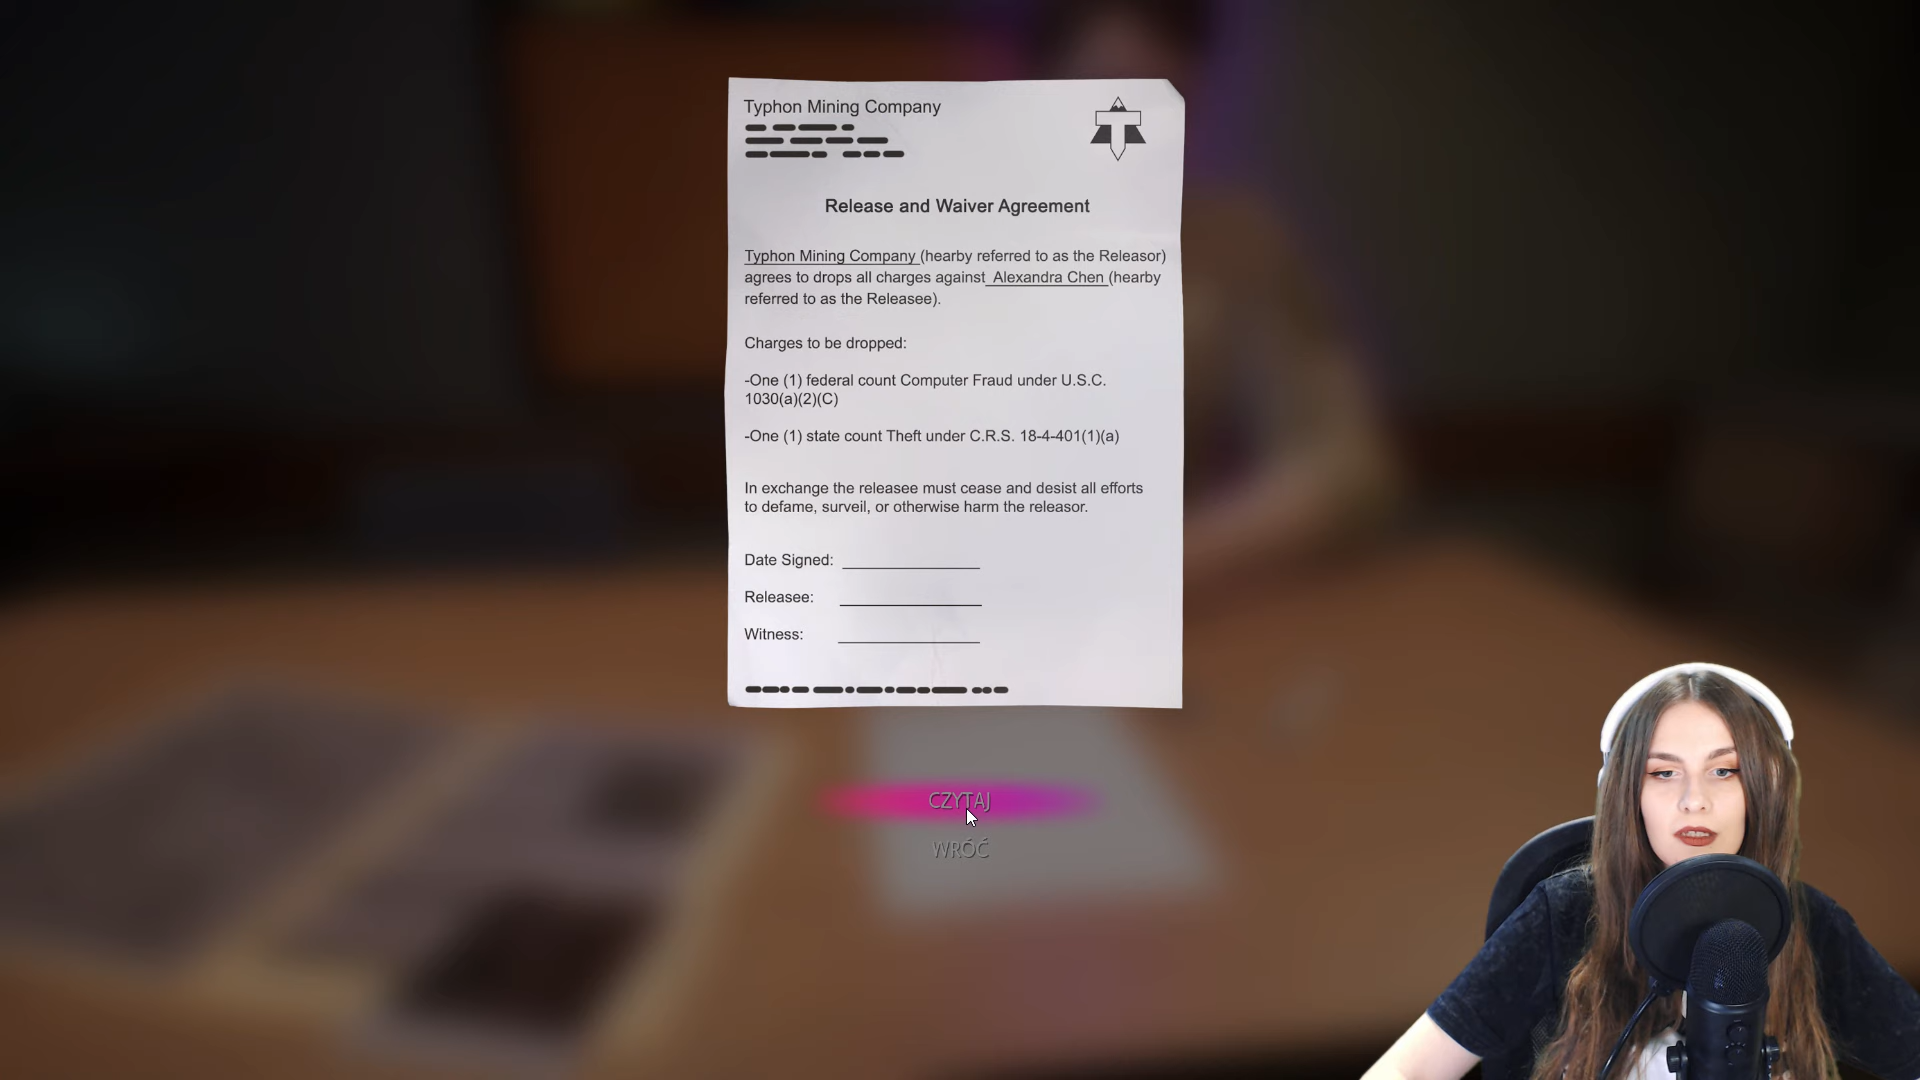 Typhon Mining Company
Release and Waiver Agreement
Typhon Mining Company (hearby referred to as the Releasor)
agrees to drops all charges against Alexandra Chen (hearby
referred to as the Releasee).
Charges to be dropped:
-One (1) federal count Computer Fraud under U.S.C.
1030(a)(2)(C)
-One (1) state count Theft under C.R.S. 18-4-401(1)(a)
In exchange the releasee must cease and desist all efforts
to defame, surveil, or otherwise harm the releasor.
Date Signed:
Releasee:
Witness:
CZYTAJ
WRÓĆ